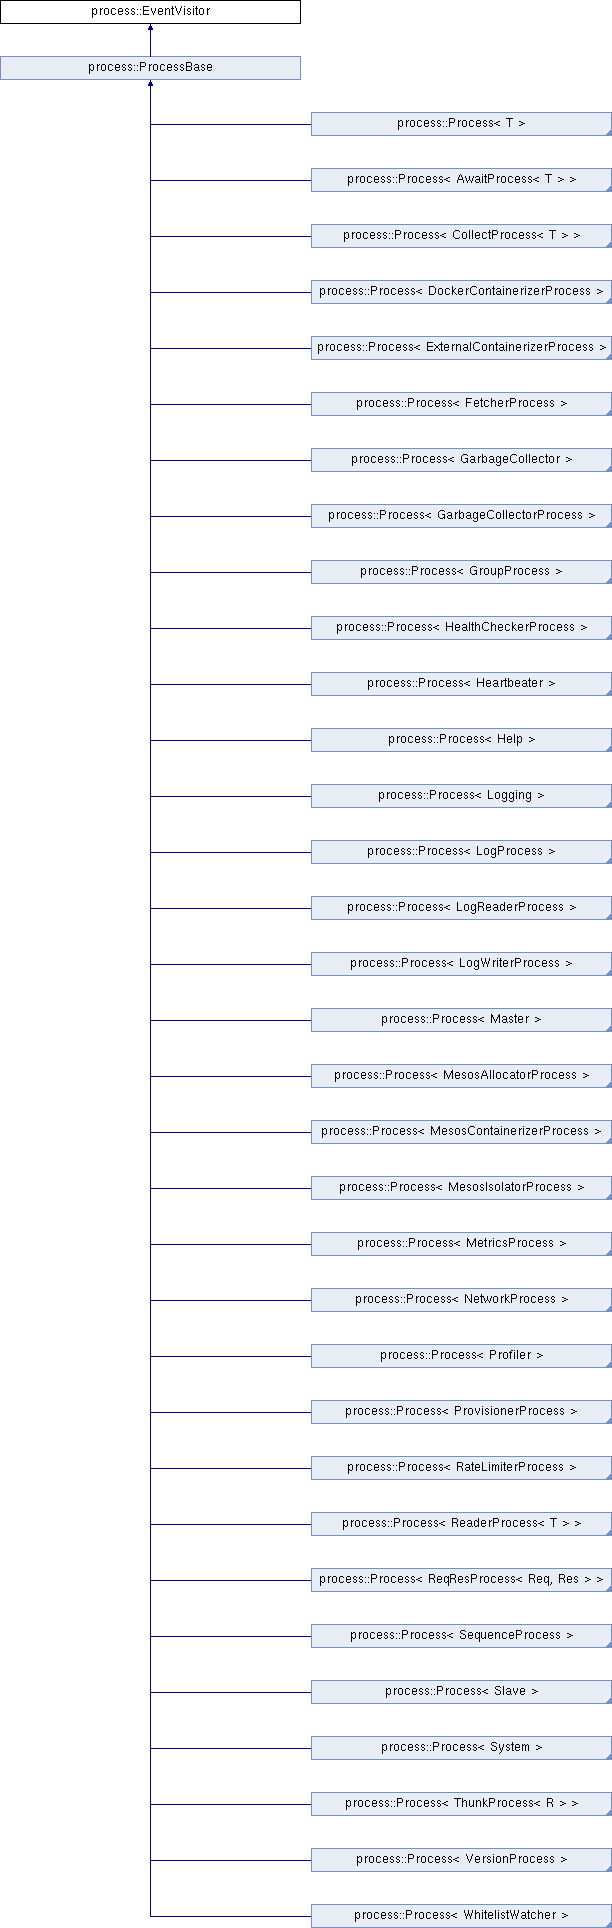 process::EventVisitor
process::ProcessBase
process::Process< T >
process::Process< AwaitProcess< T > >
process::Process< CollectProcess< T > >
process::Process< DockerContainerizerProcess >
process::Process< ExternalContainerizerProcess >
process::Process< FetcherProcess >
process::Process< GarbageCollector >
process::Process< GarbageCollectorProcess >
process::Process< GroupProcess >
process::Process< HealthCheckerProcess >
process::Process< Heartbeater >
process::Process< Help >
process::Process< Logging >
process::Process< LogProcess >
process::Process< LogReaderProcess >
process::Process< LogWriterProcess >
process::Process< Master >
process::Process< MesosAllocatorProcess >
process::Process< MesosContainerizerProcess >
process::Process< MesosIsolatorProcess >
process::Process< MetricsProcess >
process::Process< NetworkProcess >
process::Process< Profiler >
process::Process< ProvisionerProcess >
process::Process< RateLimiterProcess >
process::Process< ReaderProcess< T > >
process::Process< ReqResProcess< Req, Res > >
process::Process< SequenceProcess >
process::Process< Slave >
process::Process< System >
process::Process< ThunkProcess< R > >
process::Process< VersionProcess >
process::Process< WhitelistWatcher >